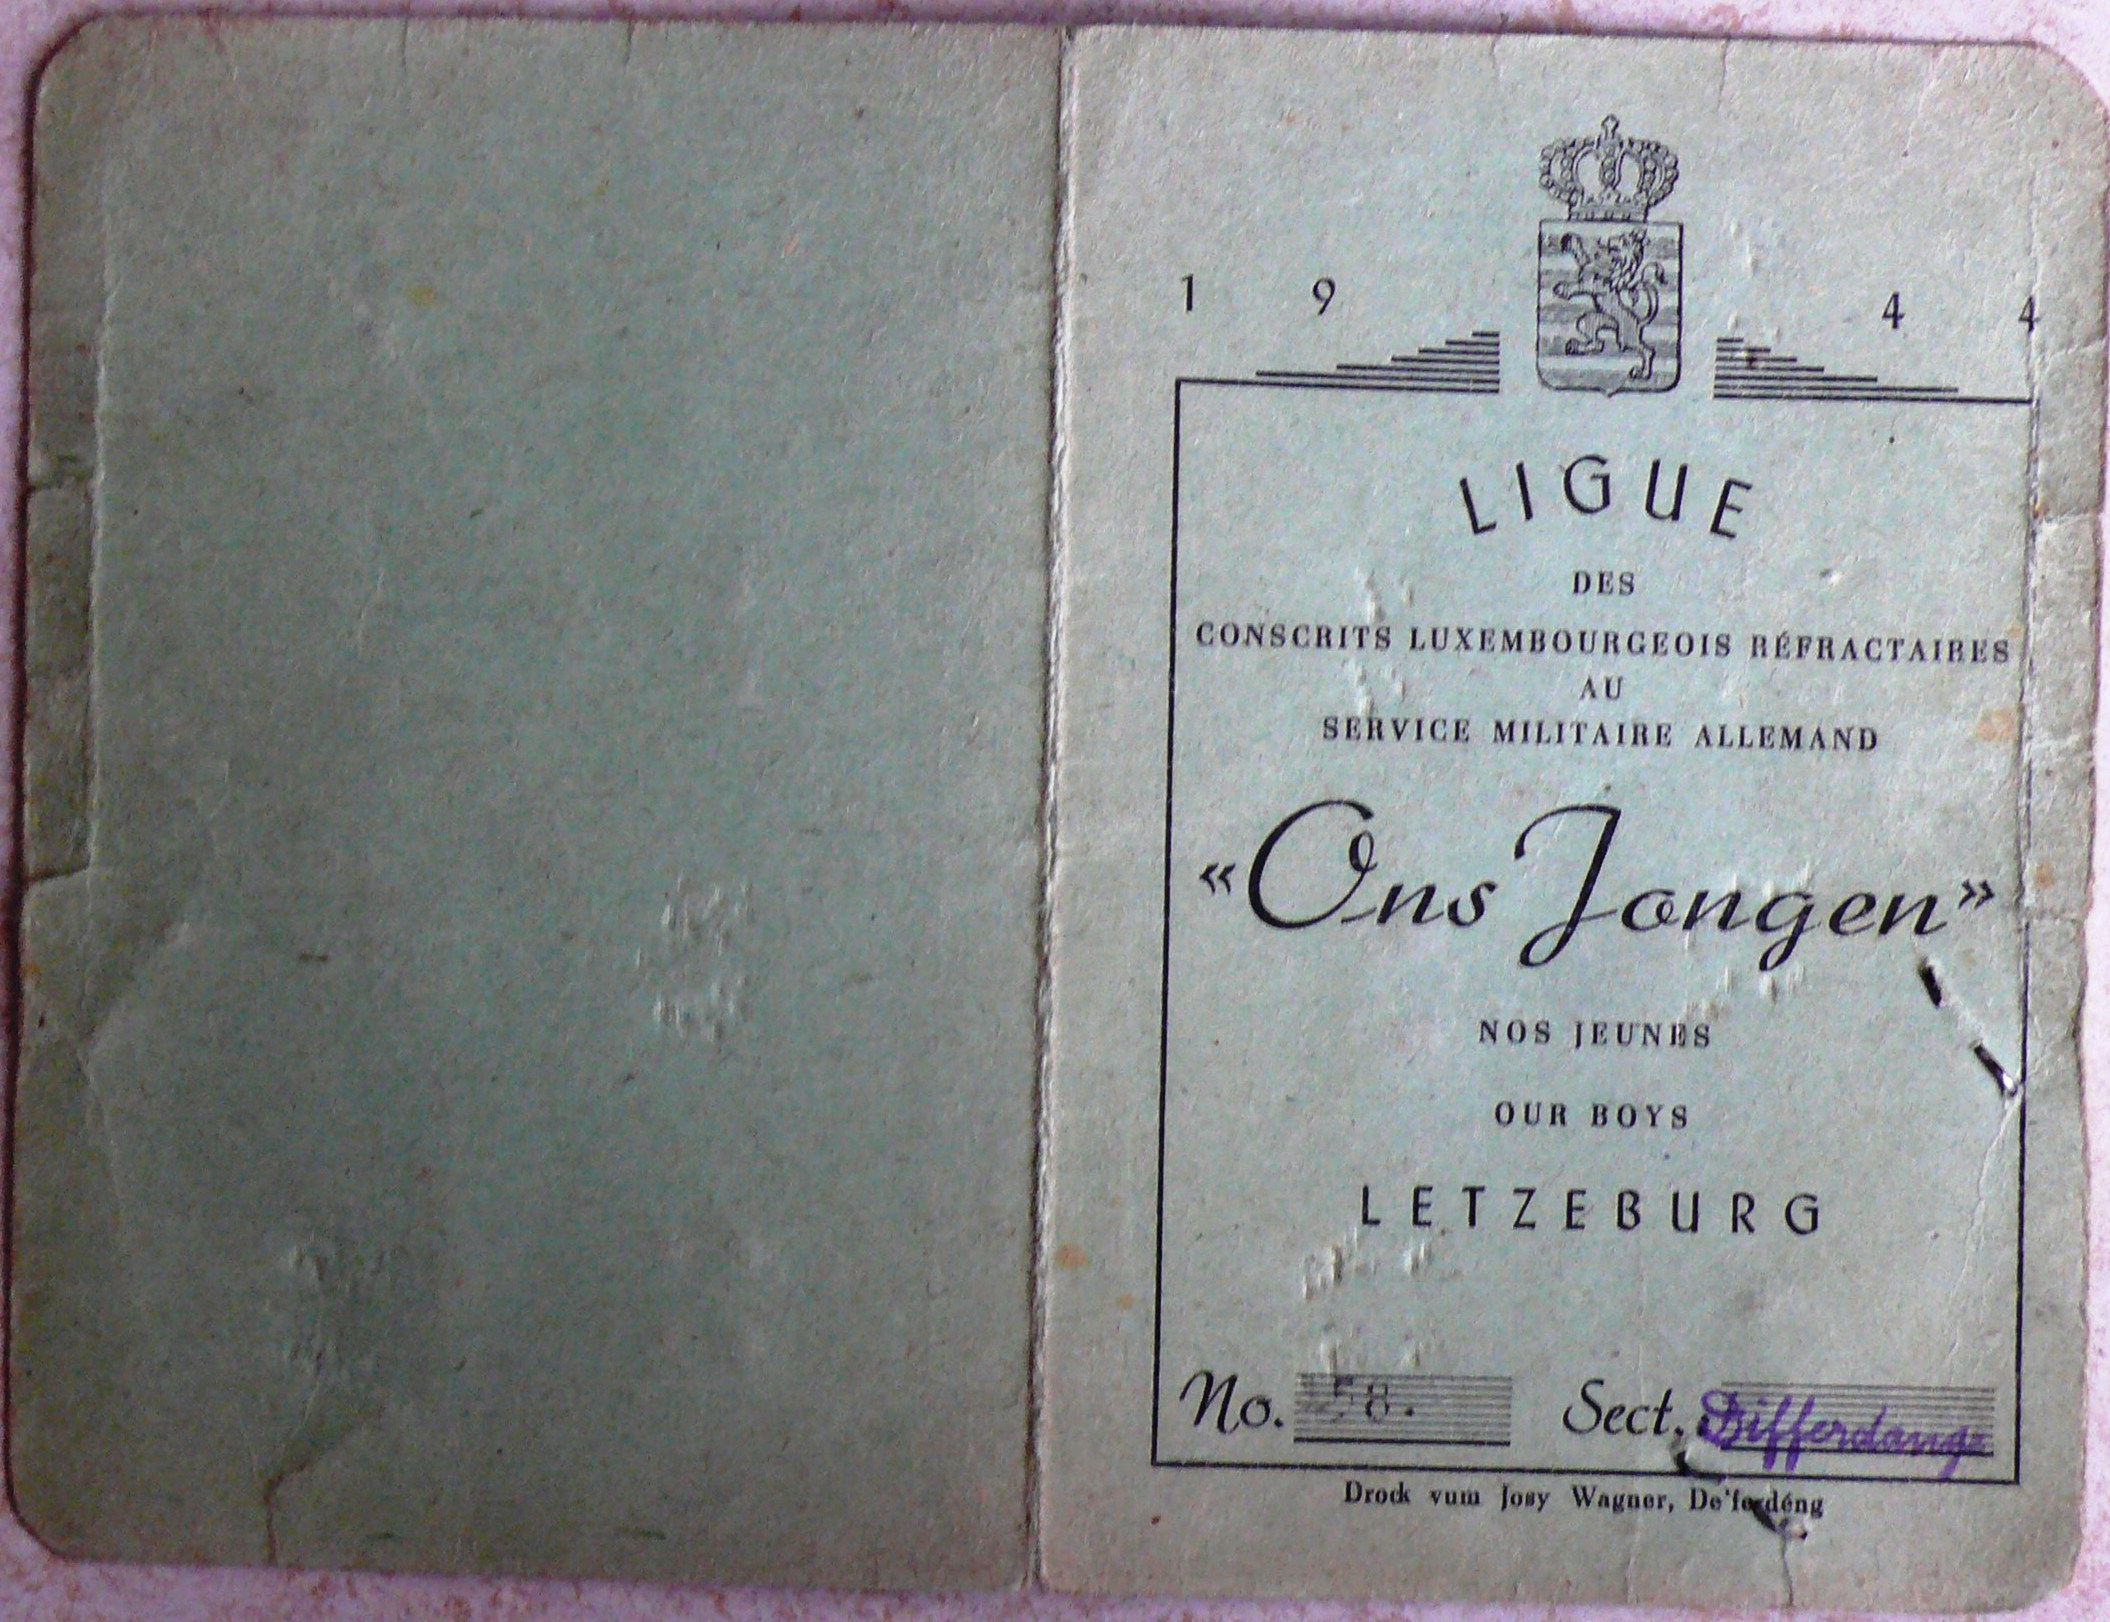 1 9 4 4
LIGUE
DES
CONSCRITS LUXEMBOURGEOIS RÉFRACTAIRES
AU
SERVICE MILITAIRE ALLEMAND
«Ons Jongen»
NOS JEUNES
OUR BOYS
LETZEBURG
No. 58. Sect. Differdange
Drock vum Josy Wagner, De'ferdéng